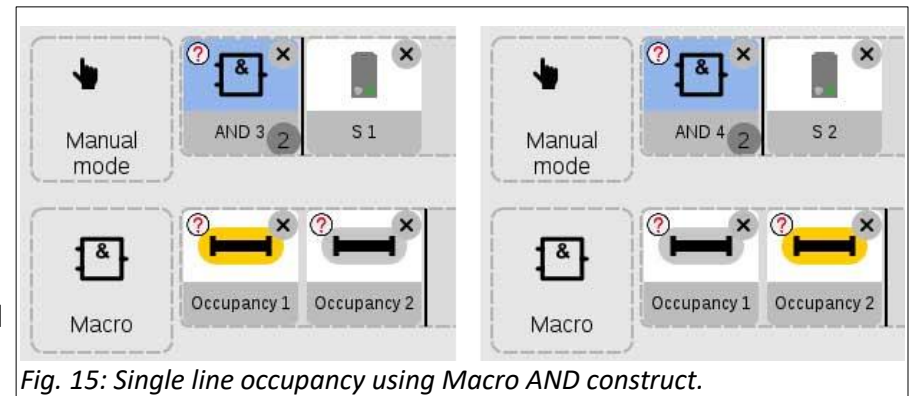 ? & × ×
AND 3 2 S 1
Manual
mode
? × ? ×
&
Occupancy 1 Occupancy 2
Macro
? & × ×
AND 4 2 S 2
Manual
mode
? × ? ×
&
Occupancy 1 Occupancy 2
Macro
Fig. 15: Single line occupancy using Macro AND construct.